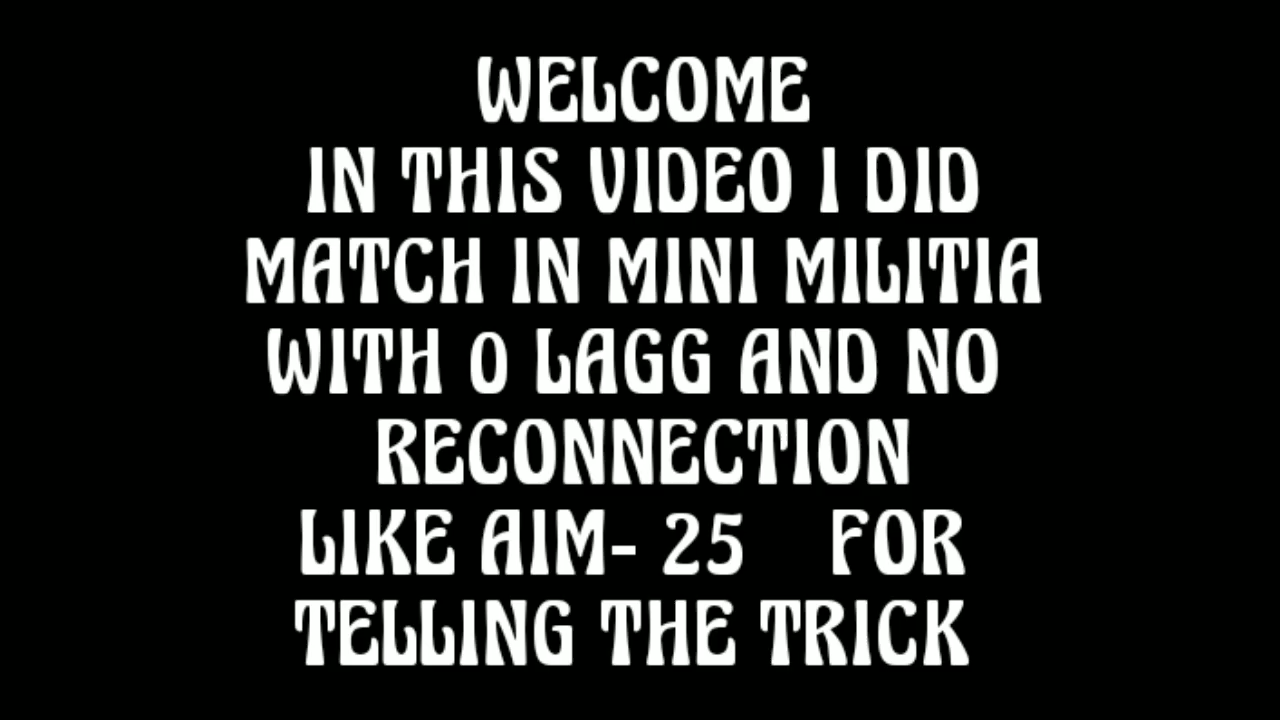 WELCOME
IN THIS VIDEO I DID
MATCH IN MINI MILITIA
WITH 0 LAGG AND NO
RECONNECTION
LIKE AIM- 25 FOR
TELLING THE TRICK